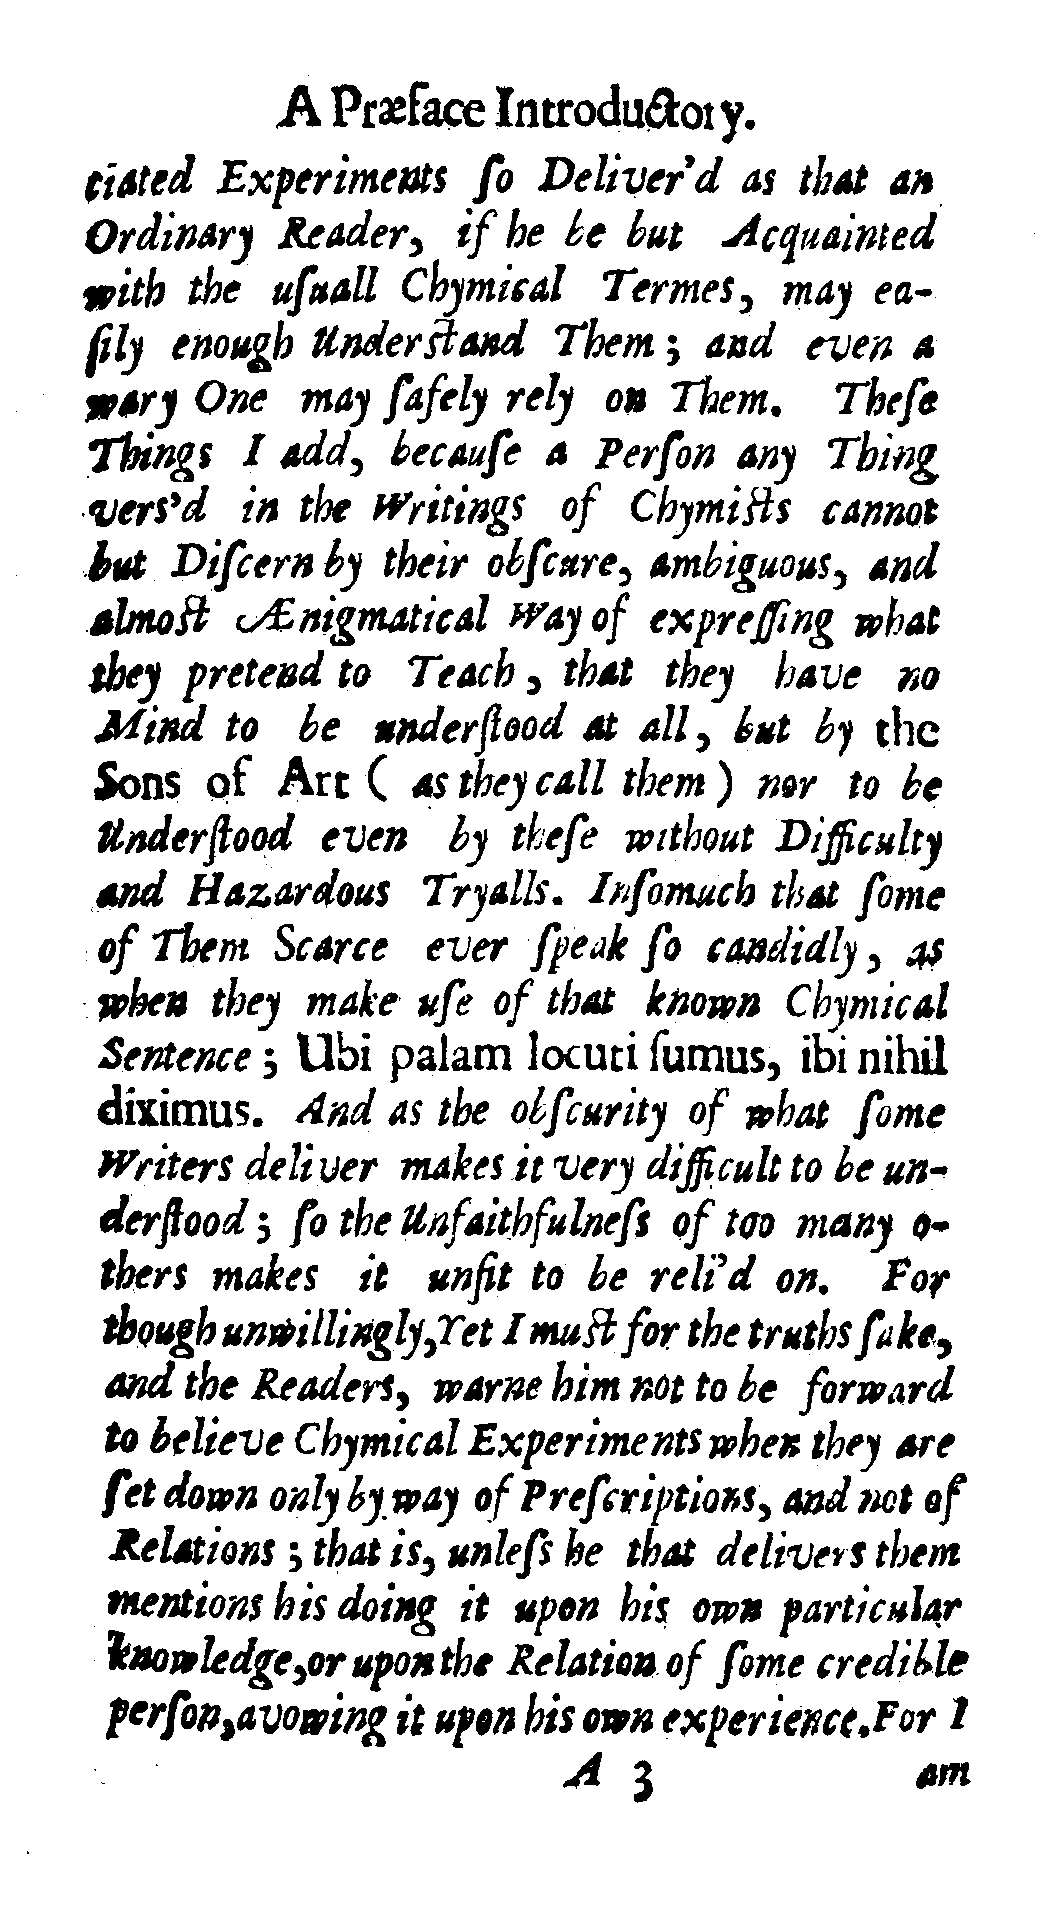 A Præface Introductory.
tiated Experiments ſo Deliver'd as that an
Ordinary Reader, if he be but Acquainted
with the uſuall Chymical Termes, may ea-
ſily enough Underſtand Them; and even a
wary One may ſafely rely on Them. Theſe
Things I add, becauſe a Perſon any Thing
vers'd in the Writings of Chymiſts cannot
but Diſcern by their obſcure, ambiguous, and
almoſt Ænigmatical Way of expreſſing what
they pretend to Teach, that they have no
Mind to be underſtood at all, but by the
Sons of Art (as they call them) nor to be
Underſtood even by theſe without Difficulty
and Hazardous Tryalls. Inſomuch that ſome
of Them Scarce ever ſpeak ſo candidly, as
when they make uſe of that known Chymical
Sentence; Ubi palam locuti ſumus, ibi nihil
diximus. And as the obſcurity of what ſome
Writers deliver makes it very difficult to be un-
derſtood; ſo the Unfaithfulneſs of too many o-
thers makes it unfit to be reli'd on. For
though unwillingly, Yet I muſt for the truths ſake,
and the Readers, warne him not to be forward
to believe Chymical Experiments when they are
ſet down only by way of Preſcriptions, and not of
Relations; that is, unleſs he that delivers them
mentions his doing it upon his own particular
knowledge, or upon the Relation of ſome credible
perſon, avowing it upon his own experience. For I
A 3 am